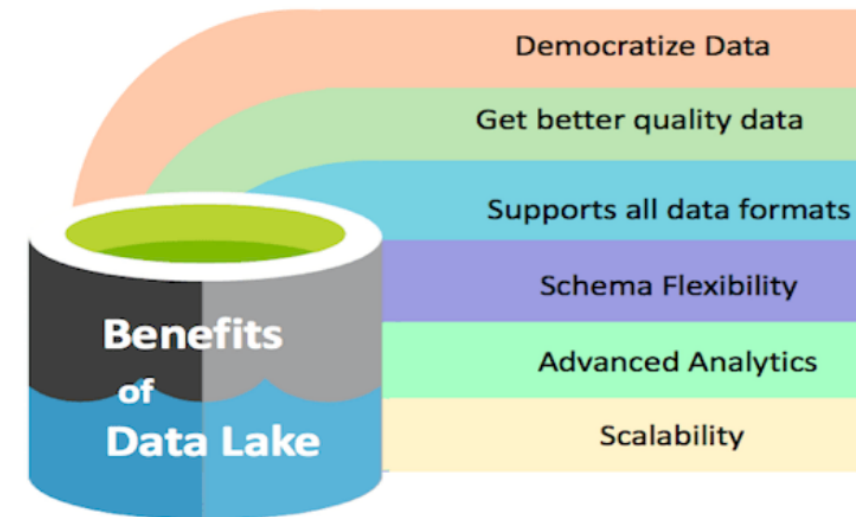 Democratize Data
Get better quality data
Supports all data formats
Schema Flexibility
Advanced Analytics
Scalability
Benefits
of
Data Lake